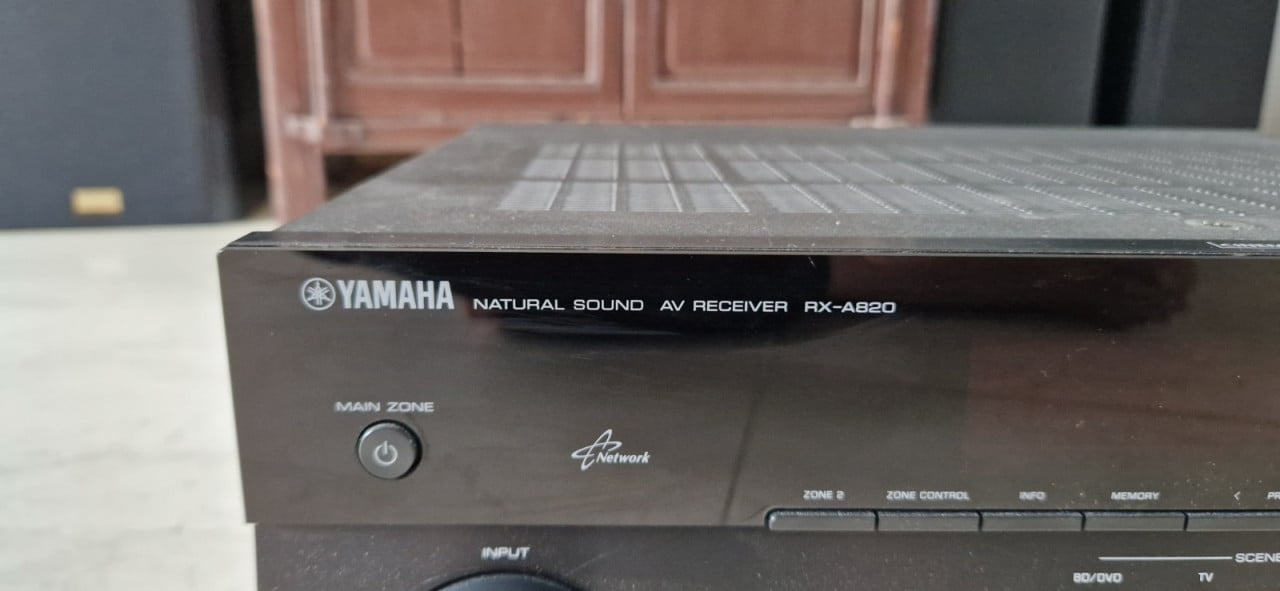 YAMAHA NATURAL SOUND AV RECEIVER RX-A820
MAIN ZONE
Network
ZONE 2 ZONE CONTROL INFO MEMORY <
INPUT
SCENE
BD/DVD TV